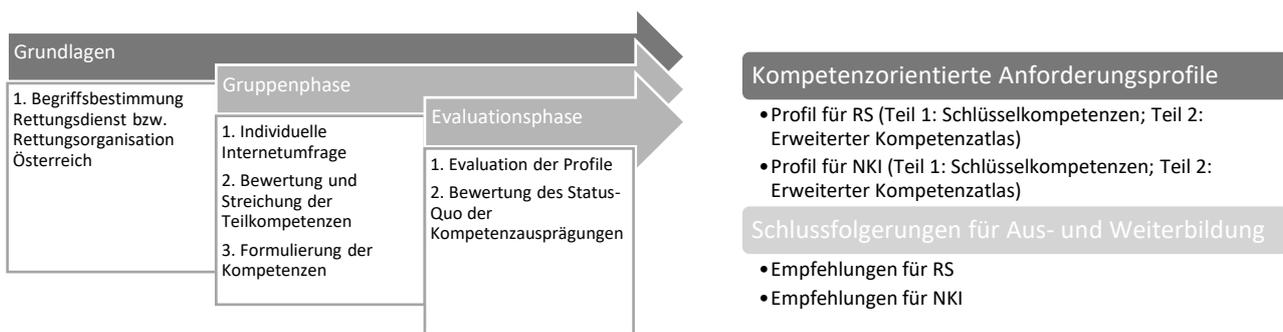 Grundlagen
1. Begriffsbestimmung
Rettungsdienst bzw.
Rettungsorganisation
Österreich
Gruppenphase
1. Individuelle
Internetumfrage
2. Bewertung und
Streichung der
Teilkompetenzen
3. Formulierung der
Kompetenzen
Evaluationsphase
1. Evaluation der Profile
2. Bewertung des Status-
Quo der
Kompetenzausprägungen
Kompetenzorientierte Anforderungsprofile
•Profil für RS (Teil 1: Schlüsselkompetenzen; Teil 2:
Erweiterter Kompetenzatlas)
•Profil für NKI (Teil 1: Schlüsselkompetenzen; Teil 2:
Erweiterter Kompetenzatlas)
Schlussfolgerungen für Aus- und Weiterbildung
•Empfehlungen für RS
•Empfehlungen für NKI